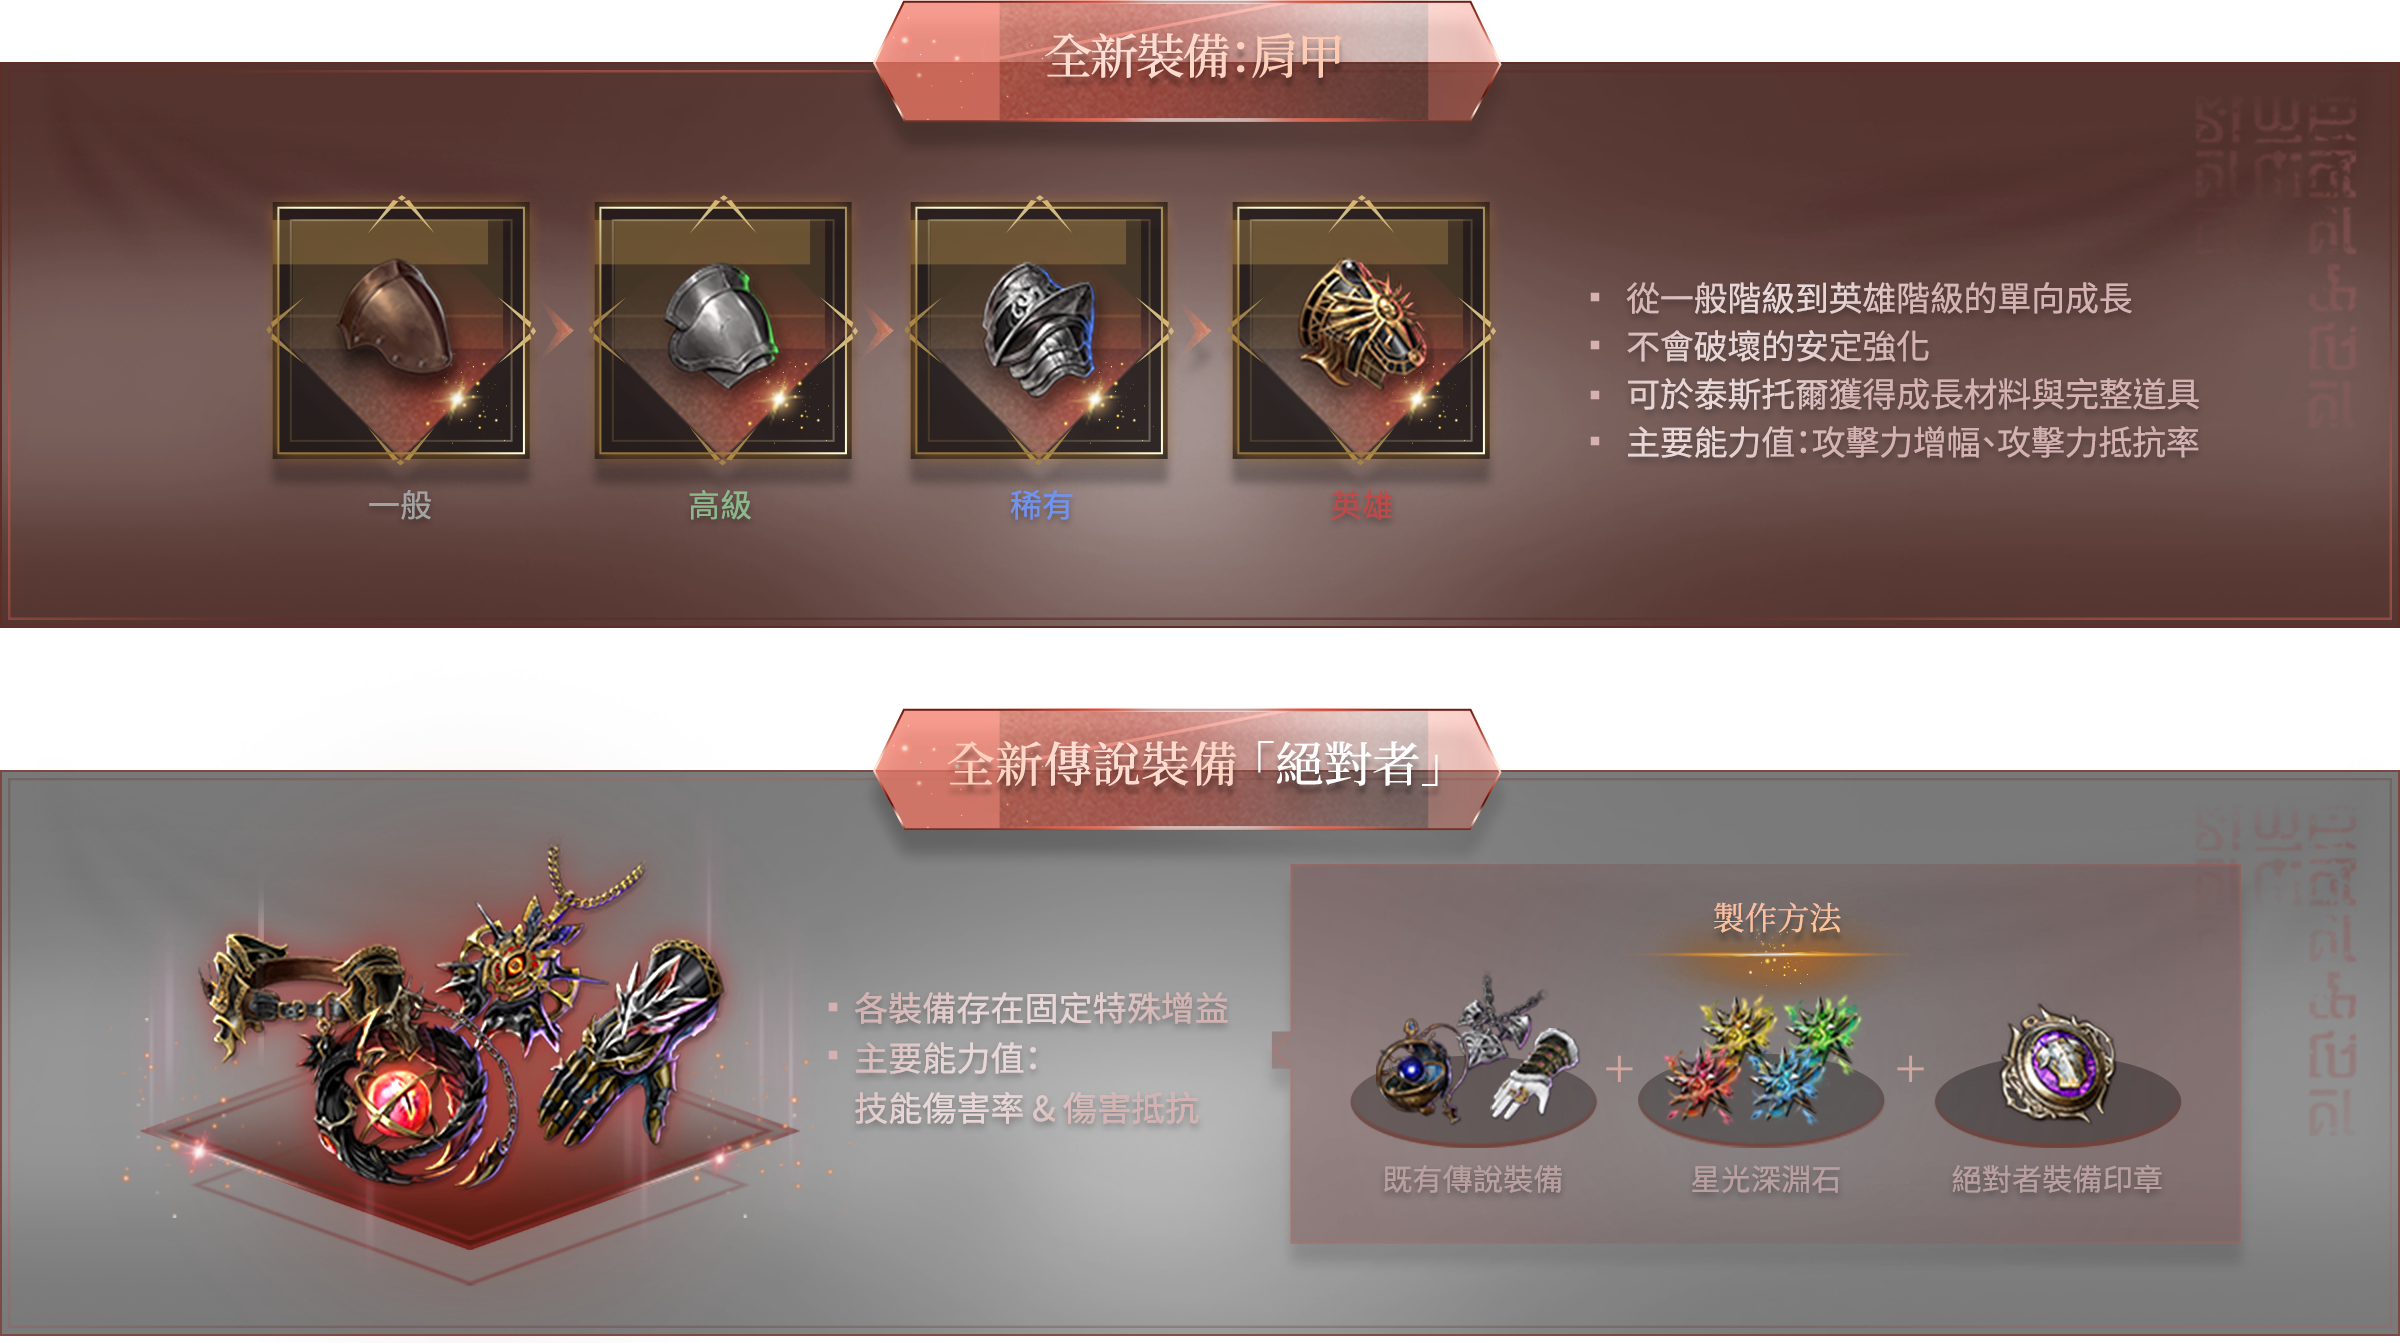 全新裝備：肩甲
一般
高級
稀有
英雄
▪ 從一般階級到英雄階級的單向成長
▪ 不會破壞的安定強化
▪ 可於泰斯托爾獲得成長材料與完整道具
▪ 主要能力值：攻擊力增幅、攻擊力抵抗率
全新傳說裝備「絕對者」
▪ 各裝備存在固定特殊增益
▪ 主要能力值：
技能傷害率 & 傷害抵抗
製作方法
+
+
既有傳說裝備
星光深淵石
絕對者裝備印章